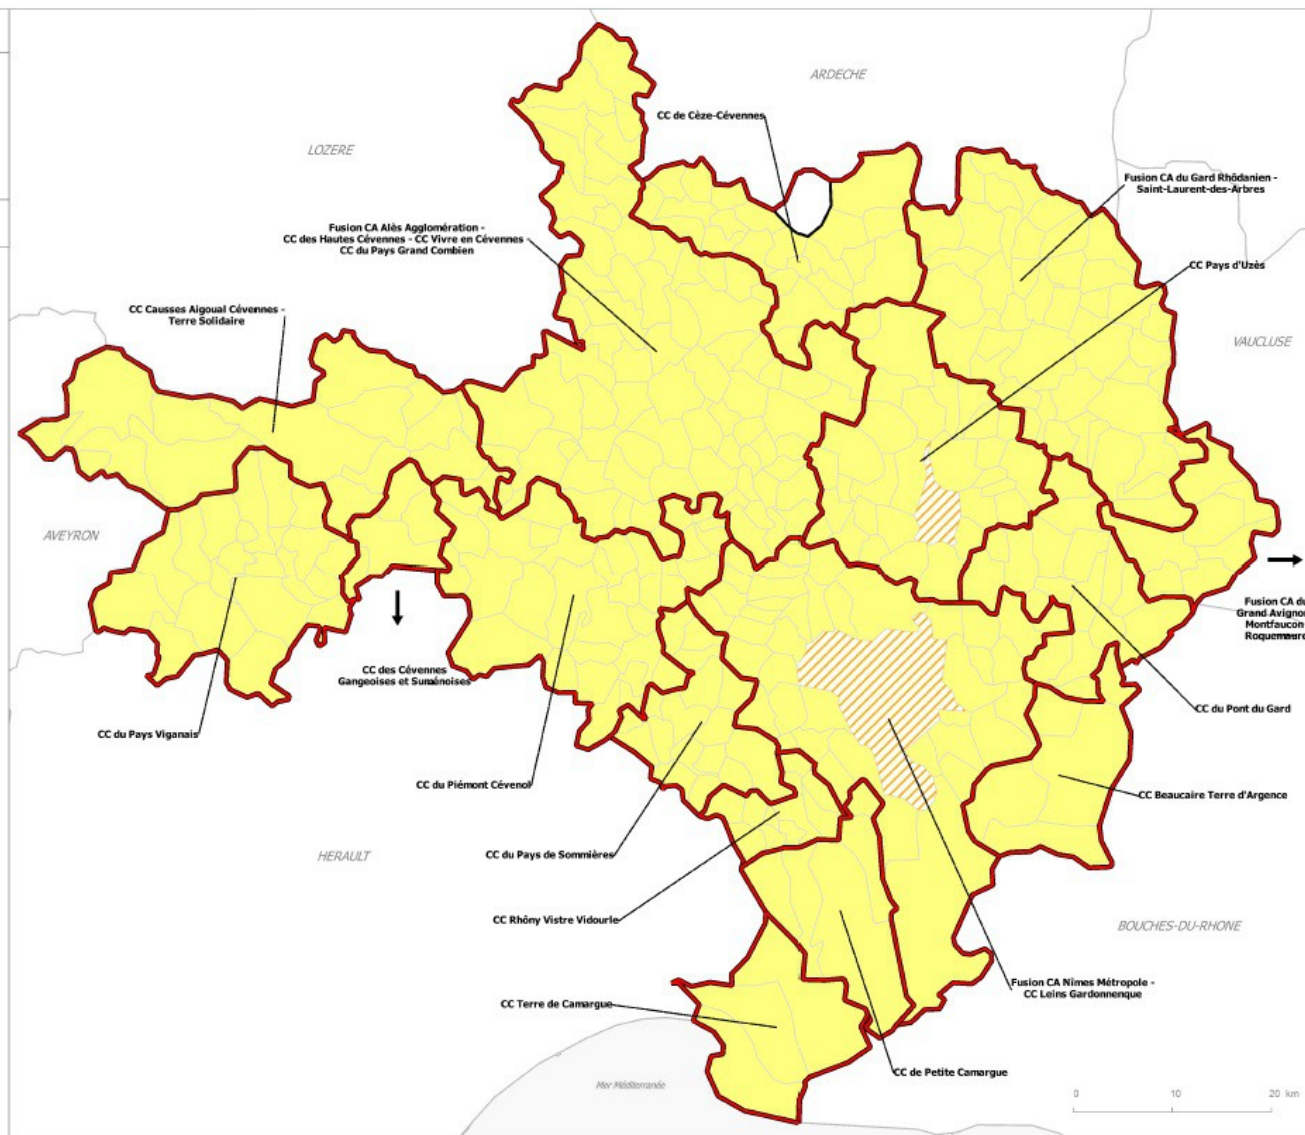 ARDECHE
CC de Cèze-Cévennes
LOZERE
Fusion CA du Gard Rhôdanien -
Saint-Laurent-des-Arbres
Fusion CA Alès Agglomération -
CC des Hautes Cévennes - CC Vivre en Cévennes -
CC du Pays Grand Combien
CC Pays d'Uzès
CC Causses Aigoual Cévennes -
Terre Solidaire
VAUCLUSE
AVEYRON
Fusion CA du
Grand Avignon
Montfaucon
CC des Cévennes
Gangeoises et Sumènoises
CC du Pont du Gard
CC du Pays Viganais
CC du Piémont Cévenol
CC Beaucaire Terre d'Argence
HERAULT
CC du Pays de Sommières
CC Rhôny Vistre Vidourle
BOUCHES-DU-RHONE
Fusion CA Nîmes Métropole -
CC Leins Gardonnenque
CC Terre de Camargue
CC de Petite Camargue
Mer Méditerranée
0 10 20 km